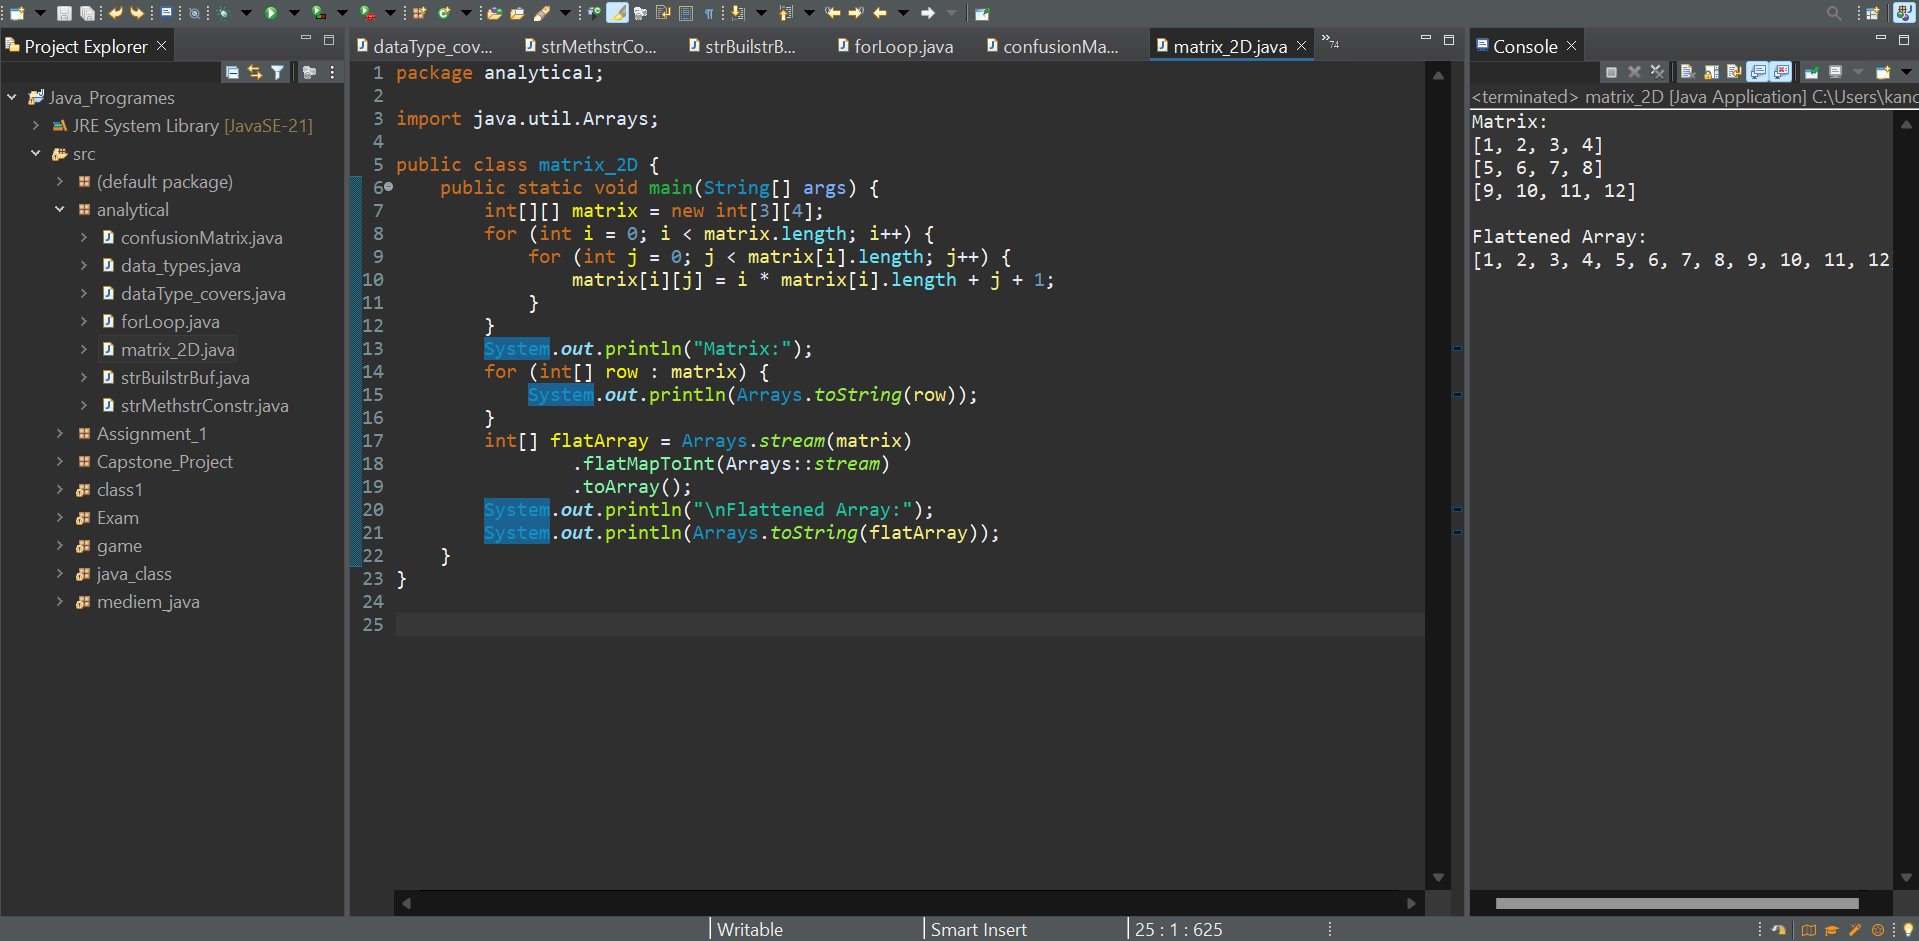 Project Explorer
Java_Programes
JRE System Library [JavaSE-21]
src
(default package)
analytical
confusionMatrix.java
data_types.java
dataType_covers.java
forLoop.java
matrix_2D.java
strBuilstrBuf.java
strMethstrConstr.java
Assignment_1
Capstone_Project
class1
Exam
game
java_class
mediem_java
dataType_cov... strMethstrCo... strBuilstrB... forLoop.java confusionMa... matrix_2D.java »74
1 package analytical;
2
3 import java.util.Arrays;
4
5 public class matrix_2D {
6 public static void main(String[] args) {
7 int[][] matrix = new int[3][4];
8 for (int i = 0; i < matrix.length; i++) {
9 for (int j = 0; j < matrix[i].length; j++) {
10 matrix[i][j] = i * matrix[i].length + j + 1;
11 }
12 }
13 System.out.println("Matrix:");
14 for (int[] row : matrix) {
15 System.out.println(Arrays.toString(row));
16 }
17 int[] flatArray = Arrays.stream(matrix)
18 .flatMapToInt(Arrays::stream)
19 .toArray();
20 System.out.println("\nFlattened Array:");
21 System.out.println(Arrays.toString(flatArray));
22 }
23 }
24
25
Console
<terminated> matrix_2D [Java Application] C:\Users\kanc
Matrix:
[1, 2, 3, 4]
[5, 6, 7, 8]
[9, 10, 11, 12]
Flattened Array:
[1, 2, 3, 4, 5, 6, 7, 8, 9, 10, 11, 12
Writable Smart Insert 25 : 1 : 625